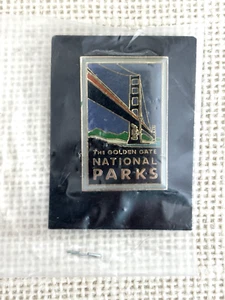 THE GOLDEN GATE
NATIONAL
PARKS